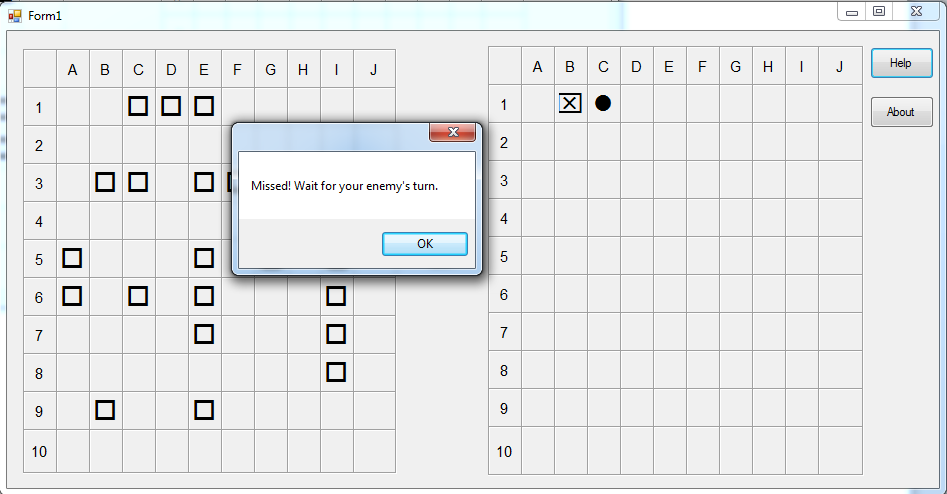 Form1
A B C D E F G H I J
A B C D E F G H I J
Help
About
1
2
3
4
5
6
7
8
9
10
1
2
3
4
5
6
7
8
9
10
Missed! Wait for your enemy's turn.
OK